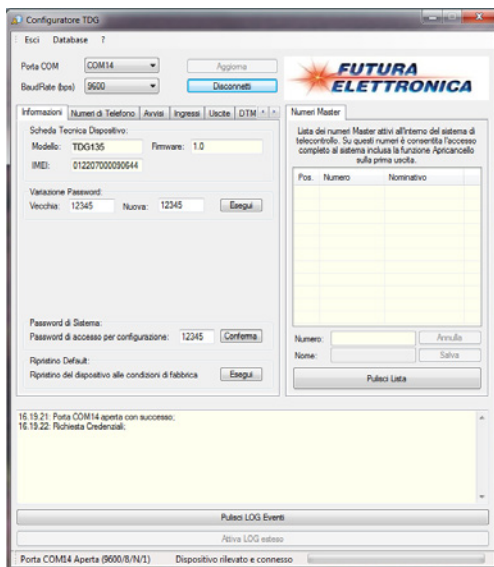 Configuratore TDG
Esci Database ?
Porta COM COM14 Aggiorna
BaudRate (bps) 9600 Disconnetti
FUTURA
ELETTRONICA
Informazioni Numeri di Telefono Avvisi Ingressi Uscite DTM
Scheda Tecnica Dispositivo:
Modello: TDG135 Firmware: 1.0
IMEI: 012207000090644
Variazione Password:
Vecchia: 12345 Nuova: 12345 Esegui
Password di Sistema:
Password di accesso per configurazione: 12345 Conferma
Ripristino Default:
Ripristino del dispositivo alle condizioni di fabbrica Esegui
Numeri Master
Lista dei numeri Master attivi all'interno del sistema di
telecontrollo. Su questi numeri è consentita l'accesso
completo al sistema inclusa la funzione Apricancello
sulla prima uscita.
Pos. Numero Nominativo
Numero: Annulla
Nome: Salva
Pulisci Lista
16.19.21: Porta COM14 aperta con successo;
16.19.22: Richiesta Credenziali;
Pulisci LOG Eventi
Attiva LOG esteso
Porta COM14 Aperta (9600/8/N/1) Dispositivo rilevato e connesso